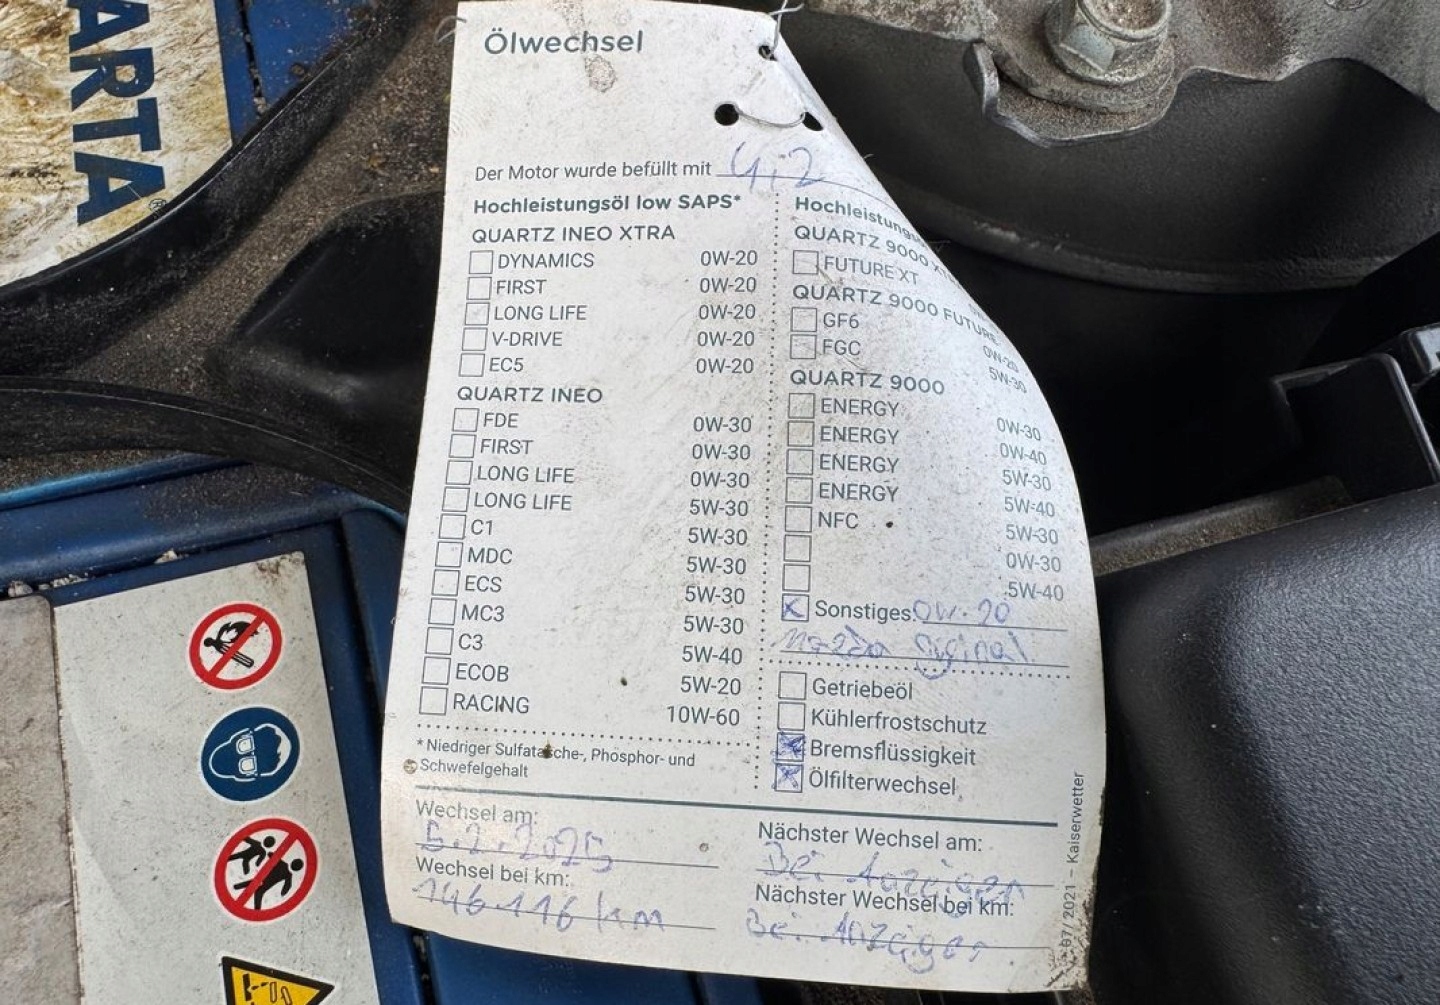 VARTA®
Ölwechsel
Der Motor wurde befüllt mit 4,2
Hochleistungsöl low SAPS*
QUARTZ INEO XTRA
DYNAMICS 0W-20
FIRST 0W-20
LONG LIFE 0W-20
V-DRIVE 0W-20
EC5 0W-20
QUARTZ INEO
FDE 0W-30
FIRST 0W-30
LONG LIFE 0W-30
LONG LIFE 5W-30
C1 5W-30
MDC 5W-30
ECS 5W-30
MC3 5W-30
C3 5W-40
ECOB 5W-20
RACING 10W-60
* Niedriger Sulfatasche-, Phosphor- und
Schwefelgehalt
QUARTZ 9000 XT
FUTURE XT
QUARTZ 9000 FUTURE
GF6 0W-20
FGC 5W-30
QUARTZ 9000
ENERGY 0W-30
ENERGY 0W-40
ENERGY 5W-30
ENERGY 5W-40
NFC 5W-30
0W-30
5W-40
Sonstiges 0W-20
Mazda Original
Getriebeöl
Kühlerfrostschutz
Bremsflüssigkeit
Ölfilterwechsel
Wechsel am:
5.2.2025
Wechsel bei km:
146116 km
Nächster Wechsel am:
Bei Anzeiger
Nächster Wechsel bei km:
Bei Anzeiger
07/2021 – Kaiserwetter